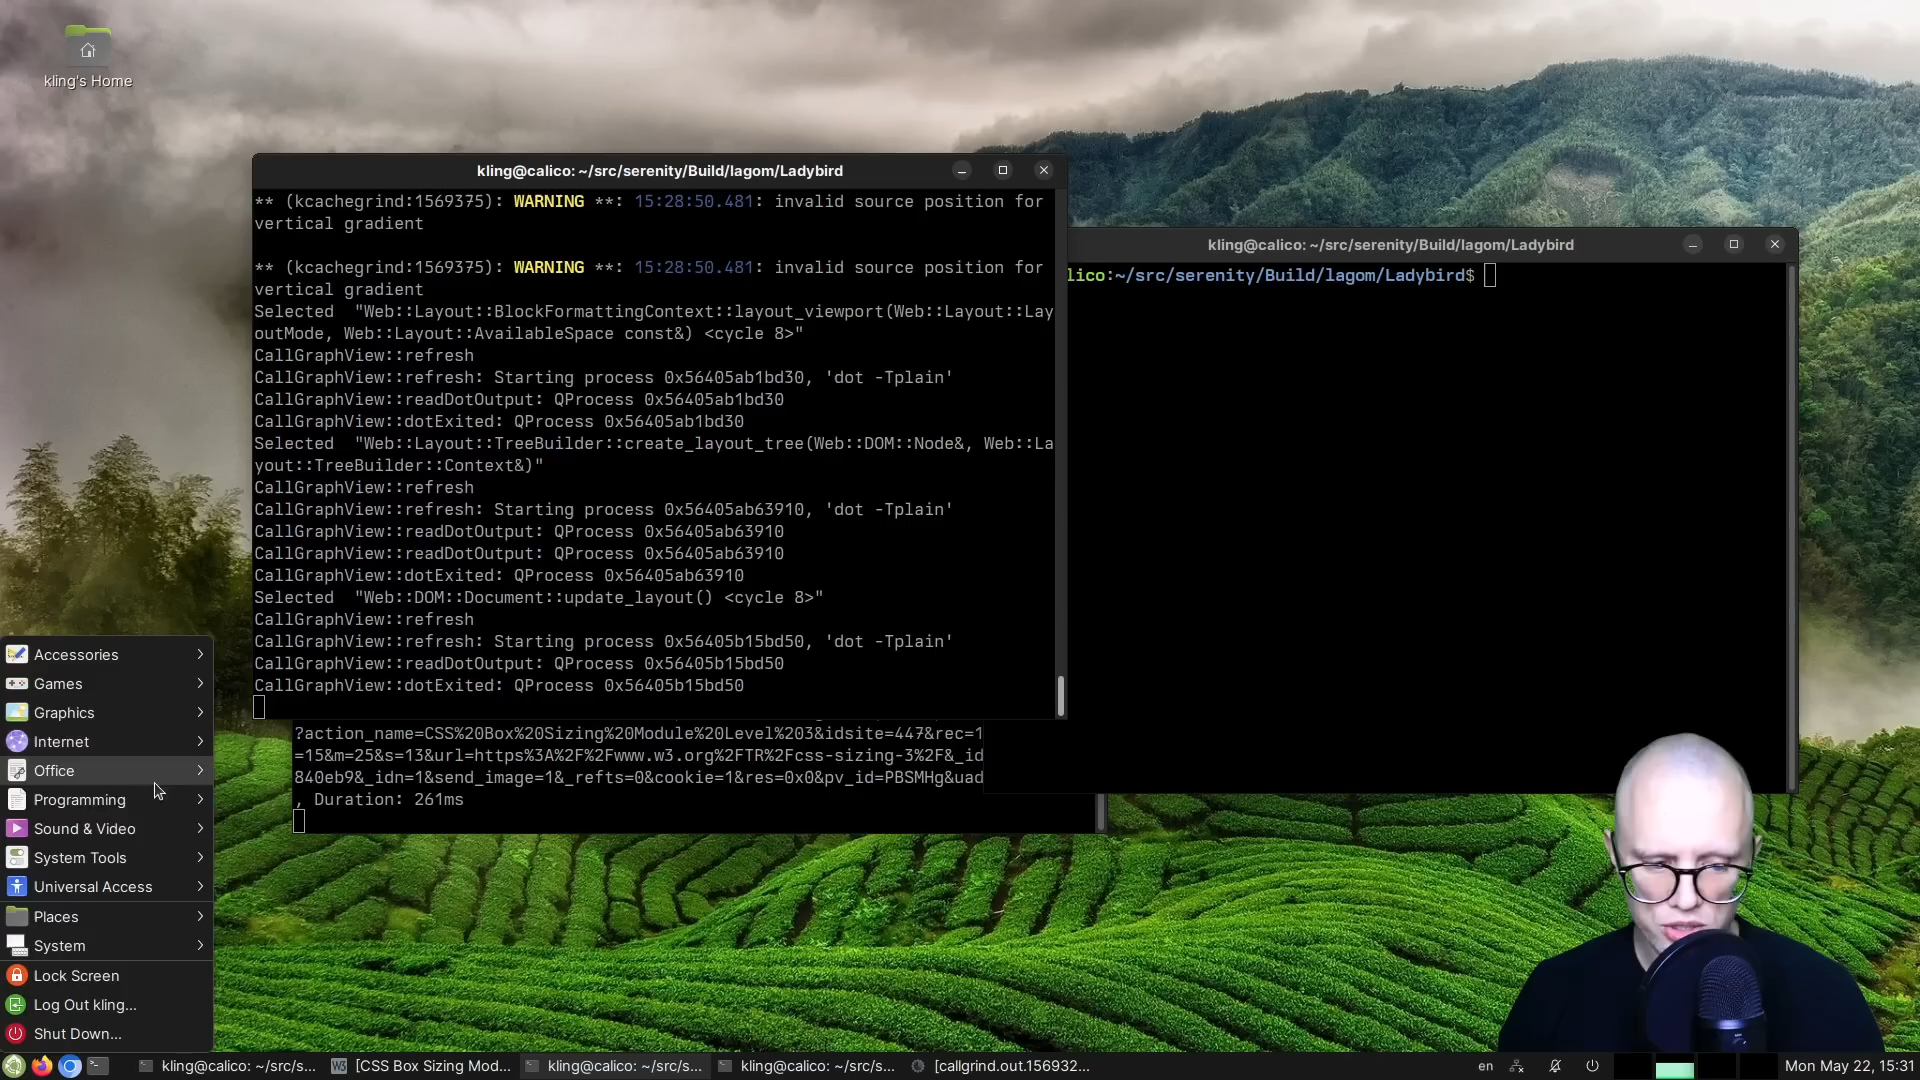 kling's Home
kling@calico: ~/src/serenity/Build/lagom/Ladybird
** (kcachegrind:1569375): WARNING **: 15:28:50.481: invalid source position for
vertical gradient
** (kcachegrind:1569375): WARNING **: 15:28:50.481: invalid source position for
vertical gradient
Selected  "Web::Layout::BlockFormattingContext::layout_viewport(Web::Layout::Lay
outMode, Web::Layout::AvailableSpace const&) <cycle 8>"
CallGraphView::refresh
CallGraphView::refresh: Starting process 0x56405ab1bd30, 'dot -Tplain'
CallGraphView::readDotOutput: QProcess 0x56405ab1bd30
CallGraphView::dotExited: QProcess 0x56405ab1bd30
Selected  "Web::Layout::TreeBuilder::create_layout_tree(Web::DOM::Node&, Web::La
yout::TreeBuilder::Context&)"
CallGraphView::refresh
CallGraphView::refresh: Starting process 0x56405ab63910, 'dot -Tplain'
CallGraphView::readDotOutput: QProcess 0x56405ab63910
CallGraphView::readDotOutput: QProcess 0x56405ab63910
CallGraphView::dotExited: QProcess 0x56405ab63910
Selected  "Web::DOM::Document::update_layout() <cycle 8>"
CallGraphView::refresh
CallGraphView::refresh: Starting process 0x56405b15bd50, 'dot -Tplain'
CallGraphView::readDotOutput: QProcess 0x56405b15bd50
CallGraphView::dotExited: QProcess 0x56405b15bd50
?action_name=CSS%20Box%20Sizing%20Module%20Level%203&idsite=447&rec=1
=15&m=25&s=13&url=https%3A%2F%2Fwww.w3.org%2FTR%2Fcss-sizing-3%2F&_id
840eb9&_idn=1&send_image=1&_refts=0&cookie=1&res=0x0&pv_id=PBSMHg&uad
, Duration: 261ms
kling@calico: ~/src/serenity/Build/lagom/Ladybird
lico:~/src/serenity/Build/lagom/Ladybird$
Accessories
Games
Graphics
Internet
Office
Programming
Sound & Video
System Tools
Universal Access
Places
System
Lock Screen
Log Out kling...
Shut Down...
kling@calico: ~/src/s...
[CSS Box Sizing Mod...
kling@calico: ~/src/s...
kling@calico: ~/src/s...
[callgrind.out.156932...
en
Mon May 22, 15:31